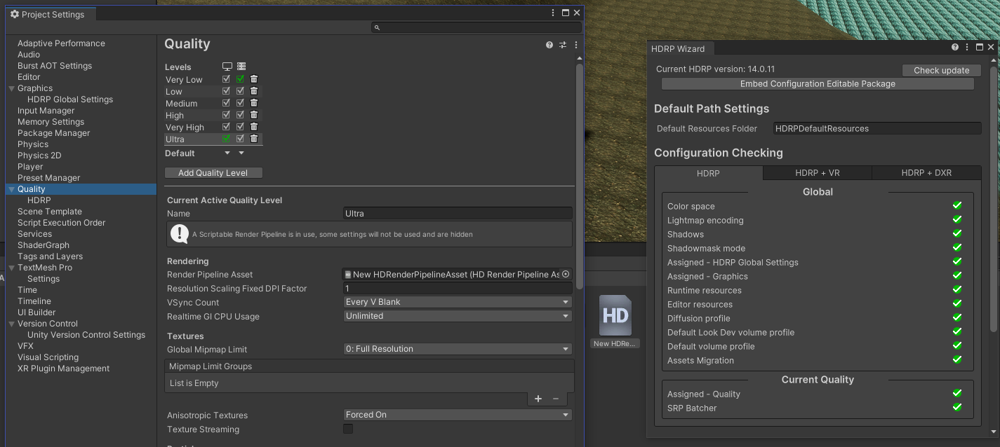 Project Settings
Adaptive Performance
Audio
Burst AOT Settings
Editor
Graphics
HDRP Global Settings
Input Manager
Memory Settings
Package Manager
Physics
Physics 2D
Player
Preset Manager
Quality
HDRP
Scene Template
Script Execution Order
Services
ShaderGraph
Tags and Layers
TextMesh Pro
Settings
Time
Timeline
UI Builder
Version Control
Unity Version Control Settings
VFX
Visual Scripting
XR Plugin Management
Quality
Levels
Very Low
Low
Medium
High
Very High
Ultra
Default
Add Quality Level
Current Active Quality Level
Name Ultra
A Scriptable Render Pipeline is in use, some settings will not be used and are hidden
Rendering
Render Pipeline Asset New HDRenderPipelineAsset (HD Render Pipeline As
Resolution Scaling Fixed DPI Factor 1
VSync Count Every V Blank
Realtime GI CPU Usage Unlimited
Textures
Global Mipmap Limit 0: Full Resolution
Mipmap Limit Groups
List is Empty
Anisotropic Textures Forced On
Texture Streaming
HD
New HDRe...
HDRP Wizard
Current HDRP version: 14.0.11 Check update
Embed Configuration Editable Package
Default Path Settings
Default Resources Folder HDRPDefaultResources
Configuration Checking
HDRP HDRP + VR HDRP + DXR
Global
Color space
Lightmap encoding
Shadows
Shadowmask mode
Assigned - HDRP Global Settings
Assigned - Graphics
Runtime resources
Editor resources
Diffusion profile
Default Look Dev volume profile
Default volume profile
Assets Migration
Current Quality
Assigned - Quality
SRP Batcher